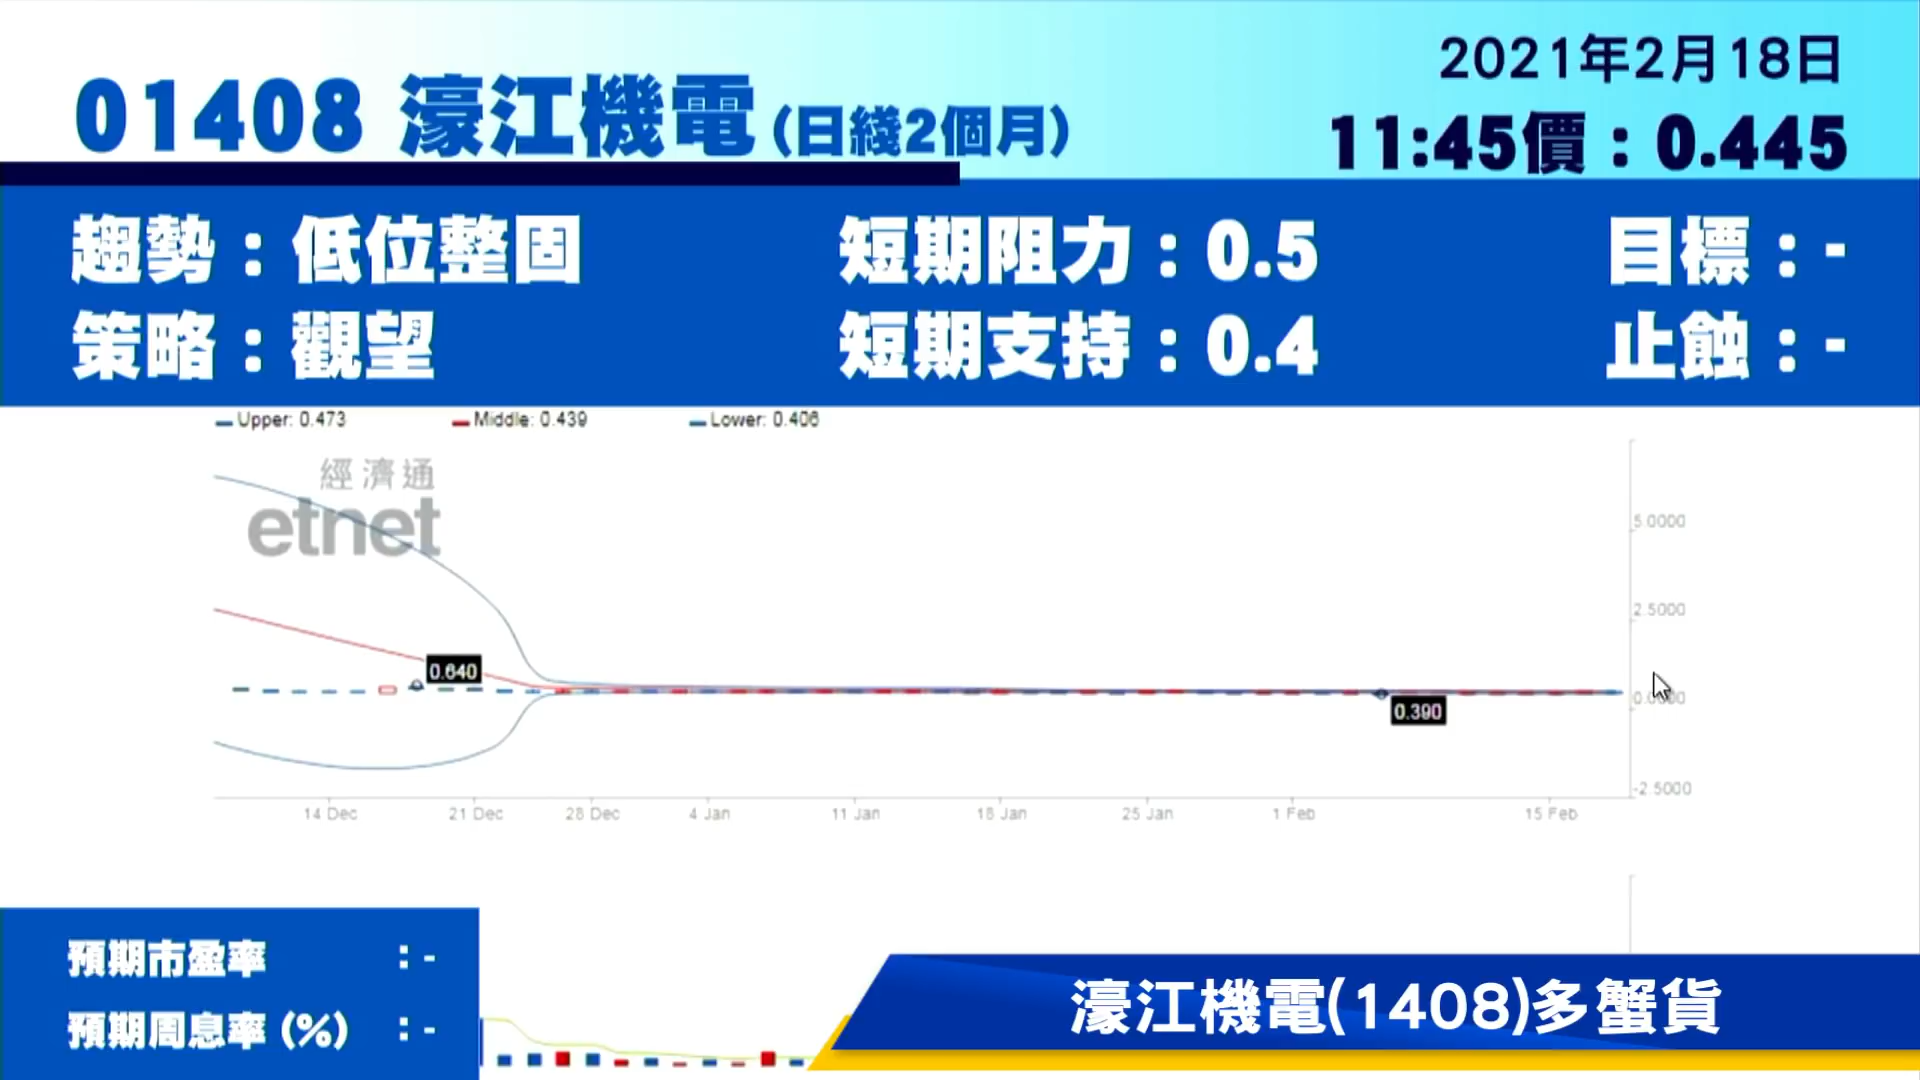 01408 濠江機電 (日綫2個月)
2021年2月18日
11:45價：0.445
趨勢：低位整固
短期阻力：0.5
目標：-
策略：觀望
短期支持：0.4
止蝕：-
Upper: 0.473 Middle: 0.439 Lower: 0.406
經濟通
etnet
5.0000
2.5000
0.640
0.0000
0.390
-2.5000
14 Dec 21 Dec 28 Dec 4 Jan 11 Jan 18 Jan 25 Jan 1 Feb 15 Feb
預期市盈率 ：-
預期周息率 (%) ：-
濠江機電(1408)多蟹貨